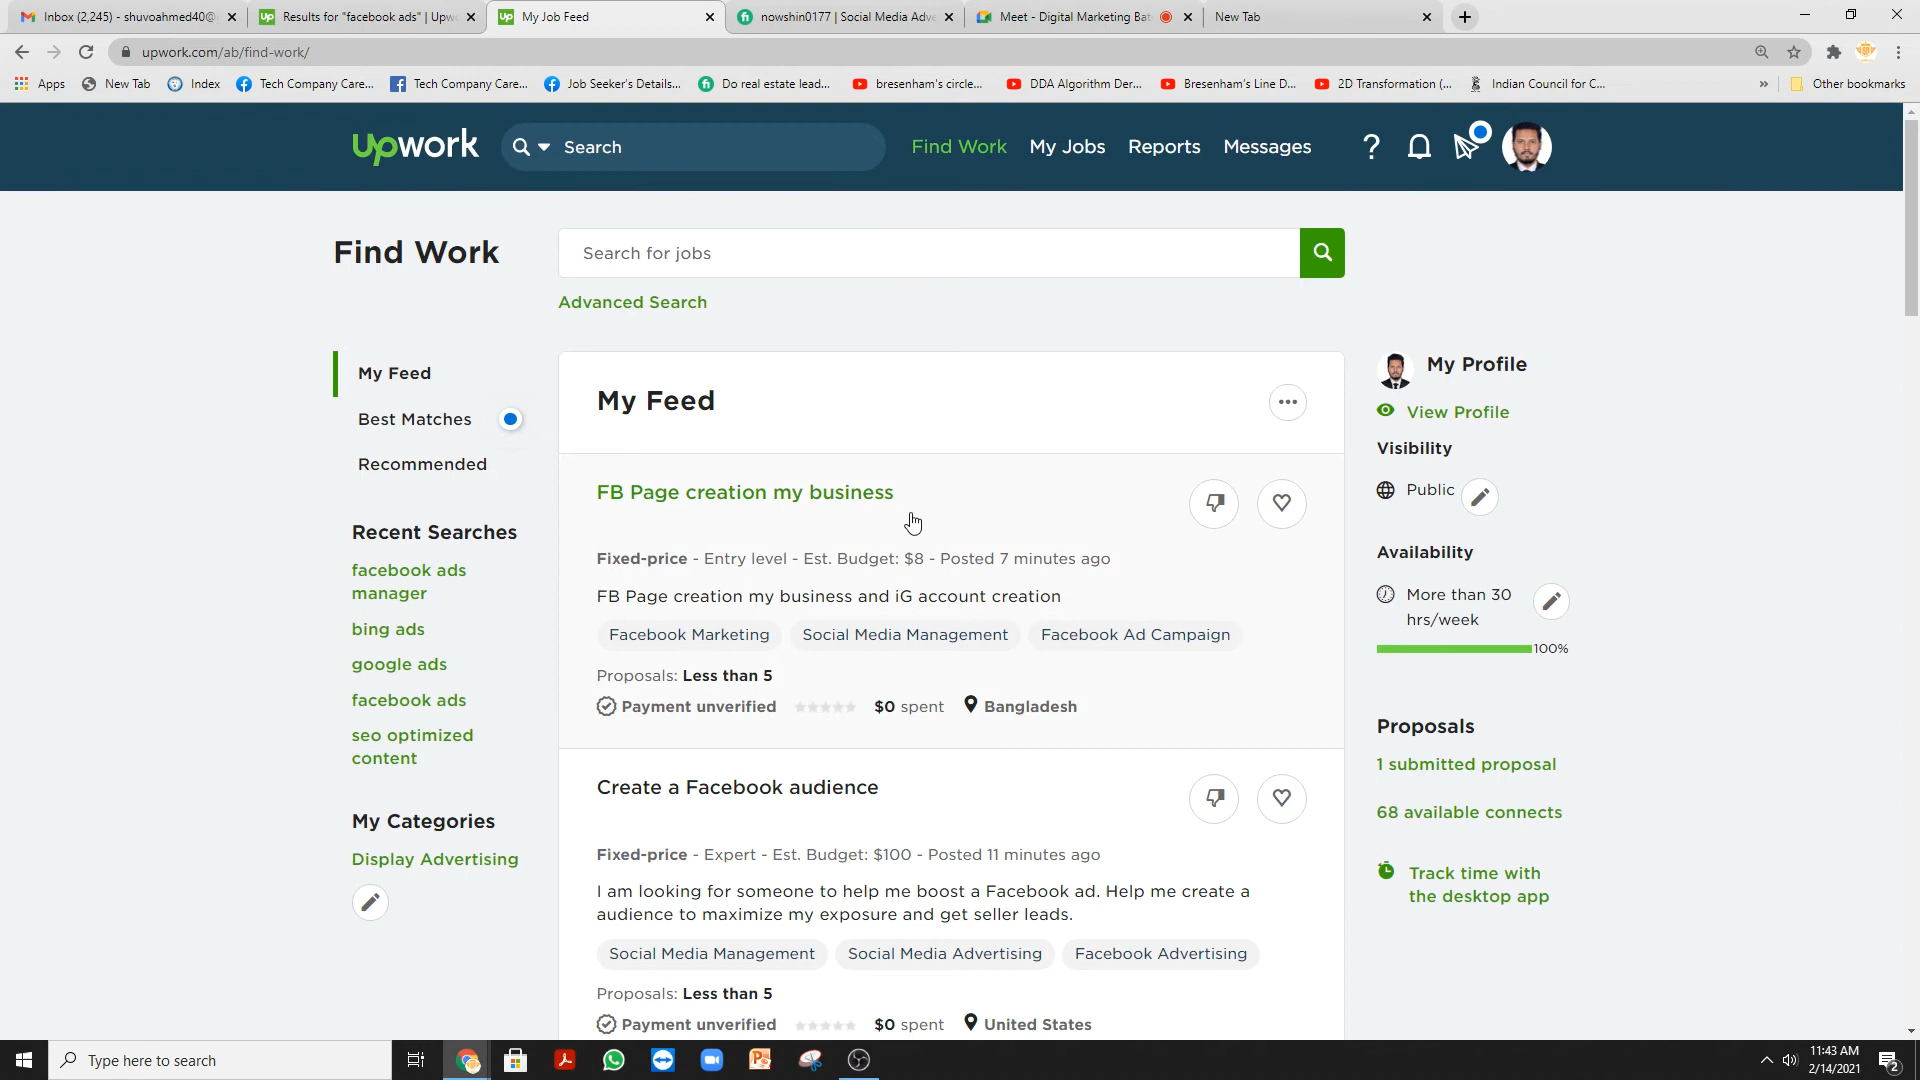 Inbox (2,245) - shuvoahmed40@
Results for "facebook ads" | Upw
My Job Feed
nowshin0177 | Social Media Adv
Meet - Digital Marketing Bat
New Tab
upwork.com/ab/find-work/
Apps
New Tab
Index
Tech Company Care...
Tech Company Care...
Job Seeker's Details...
Do real estate lead...
bresenham's circle...
DDA Algorithm Der...
Bresenham's Line D...
2D Transformation (...
Indian Council for C...
Other bookmarks
upwork
Search
Find Work
My Jobs
Reports
Messages
Find Work
Search for jobs
Advanced Search
My Feed
Best Matches
Recommended
Recent Searches
facebook ads
manager
bing ads
google ads
facebook ads
seo optimized
content
My Categories
Display Advertising
My Feed
FB Page creation my business
Fixed-price - Entry level - Est. Budget: $8 - Posted 7 minutes ago
FB Page creation my business and iG account creation
Facebook Marketing
Social Media Management
Facebook Ad Campaign
Proposals: Less than 5
Payment unverified
$0 spent
Bangladesh
Create a Facebook audience
Fixed-price - Expert - Est. Budget: $100 - Posted 11 minutes ago
I am looking for someone to help me boost a Facebook ad. Help me create a
audience to maximize my exposure and get seller leads.
Social Media Management
Social Media Advertising
Facebook Advertising
Proposals: Less than 5
Payment unverified
$0 spent
United States
My Profile
View Profile
Visibility
Public
Availability
More than 30
hrs/week
100%
Proposals
1 submitted proposal
68 available connects
Track time with
the desktop app
Type here to search
11:43 AM
2/14/2021
2